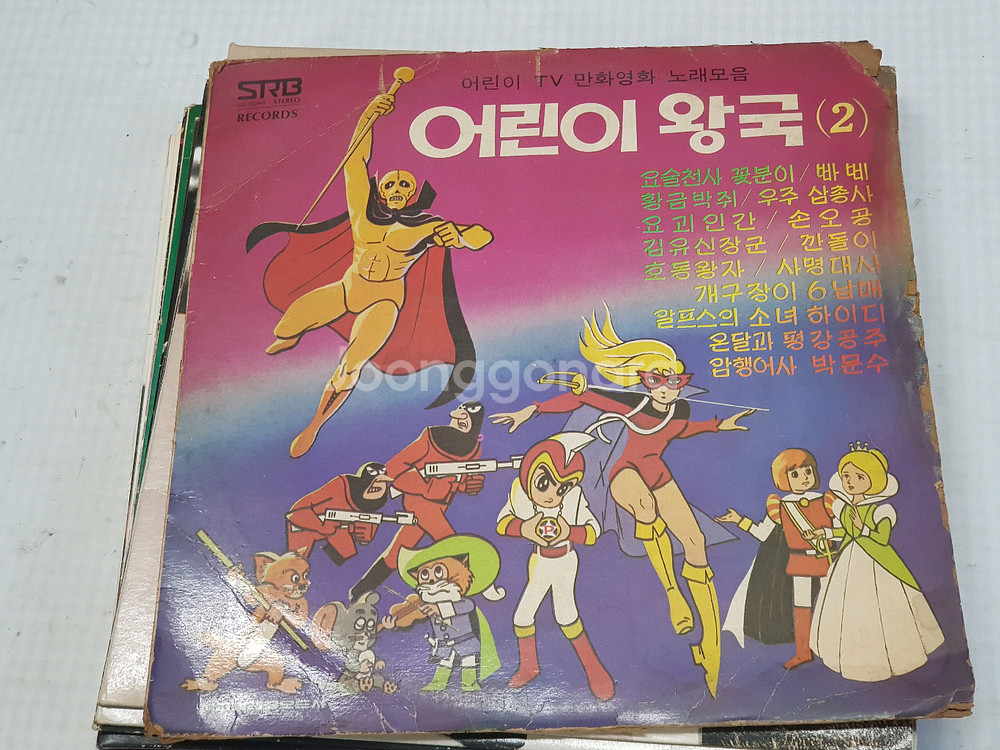 SRB
STEREO
RECORDS
어린이 TV 만화영화 노래모음
어린이 왕국 (2)
요술천사 꽃분이 / 빠삐
황금박쥐 / 우주 삼총사
요괴인간 / 손오공
김유신장군 / 깐돌이
호동왕자 / 사명대사
개구장이 6남매
알프스의 소녀 하이디
온달과 평강공주
암행어사 박문수
P